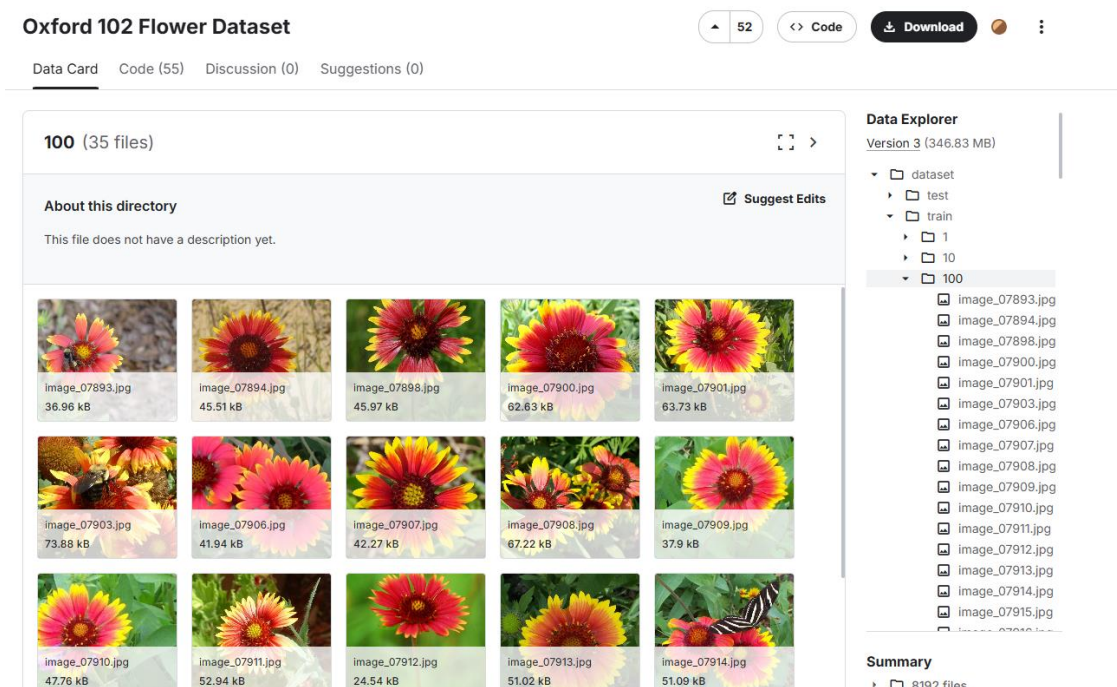 Oxford 102 Flower Dataset
52
<> Code
Download
Data Card
Code (55)
Discussion (0)
Suggestions (0)
100 (35 files)
About this directory
Suggest Edits
This file does not have a description yet.
image_07893.jpg
36.96 kB
image_07894.jpg
45.51 kB
image_07898.jpg
45.97 kB
image_07900.jpg
62.63 kB
image_07901.jpg
63.73 kB
image_07903.jpg
73.88 kB
image_07906.jpg
41.94 kB
image_07907.jpg
42.27 kB
image_07908.jpg
67.22 kB
image_07909.jpg
37.9 kB
image_07910.jpg
47.76 kB
image_07911.jpg
52.94 kB
image_07912.jpg
24.54 kB
image_07913.jpg
51.02 kB
image_07914.jpg
51.09 kB
Data Explorer
Version 3 (346.83 MB)
dataset
test
train
1
10
100
image_07893.jpg
image_07894.jpg
image_07898.jpg
image_07900.jpg
image_07901.jpg
image_07903.jpg
image_07906.jpg
image_07907.jpg
image_07908.jpg
image_07909.jpg
image_07910.jpg
image_07911.jpg
image_07912.jpg
image_07913.jpg
image_07914.jpg
image_07915.jpg
Summary
8192 files